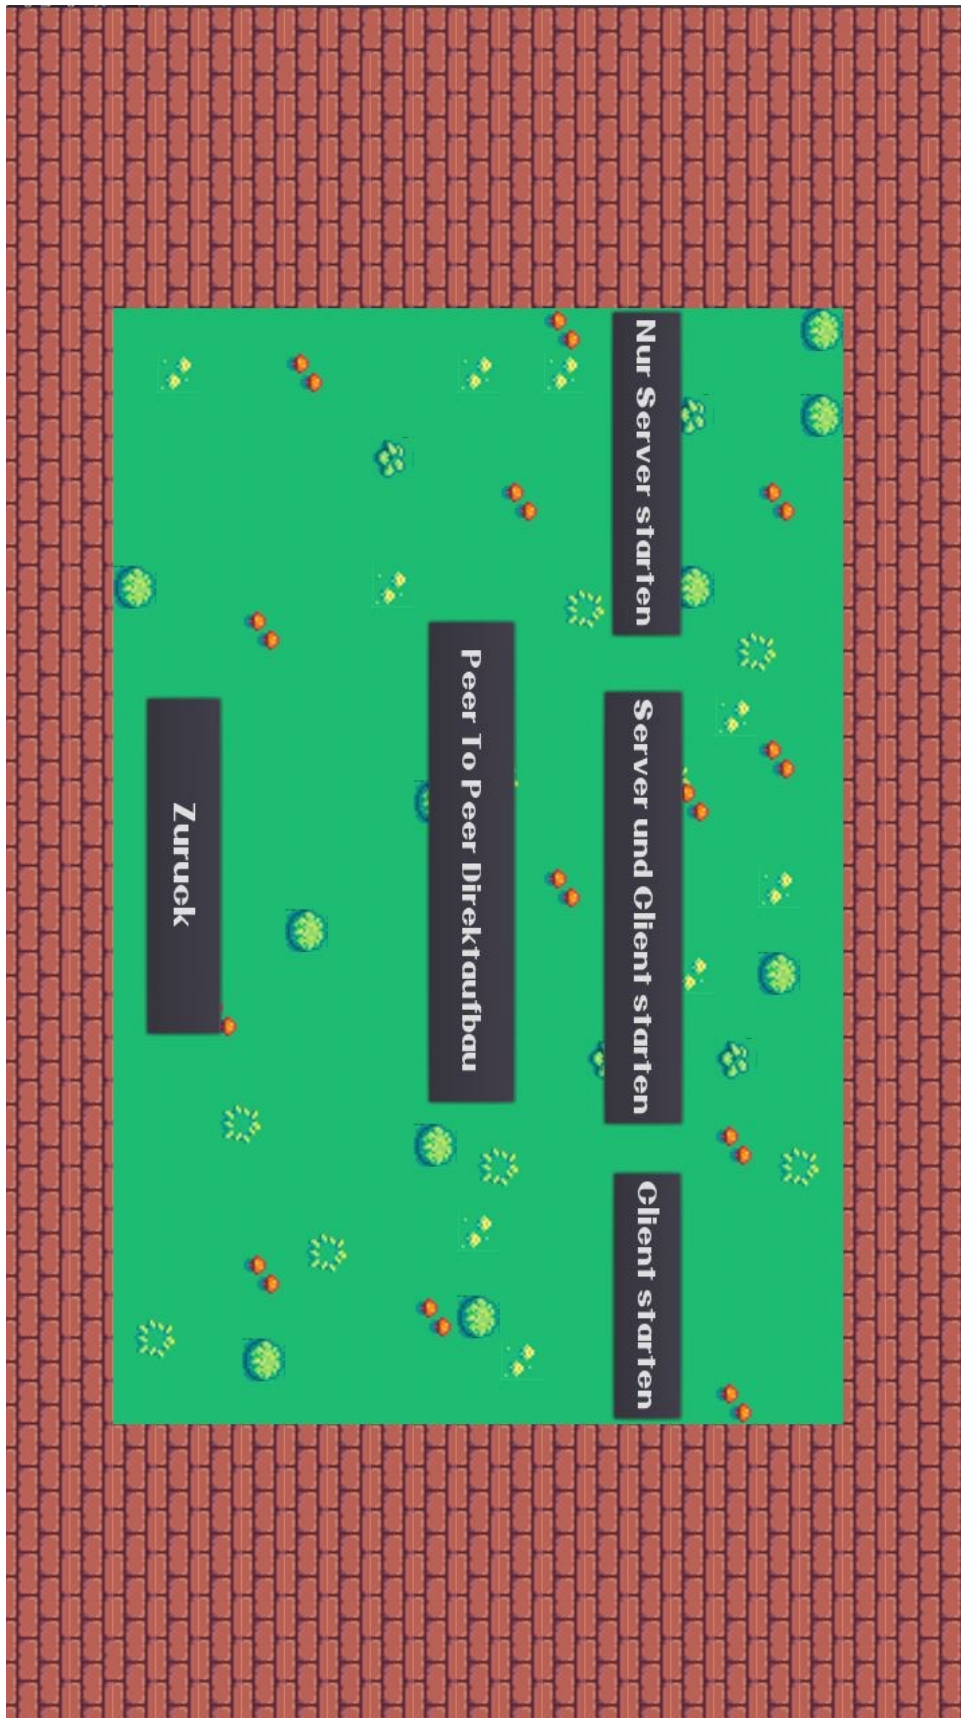 Nur Server starten
Server und Client starten
Client starten
Peer To Peer Direktaufbau
Zuruck